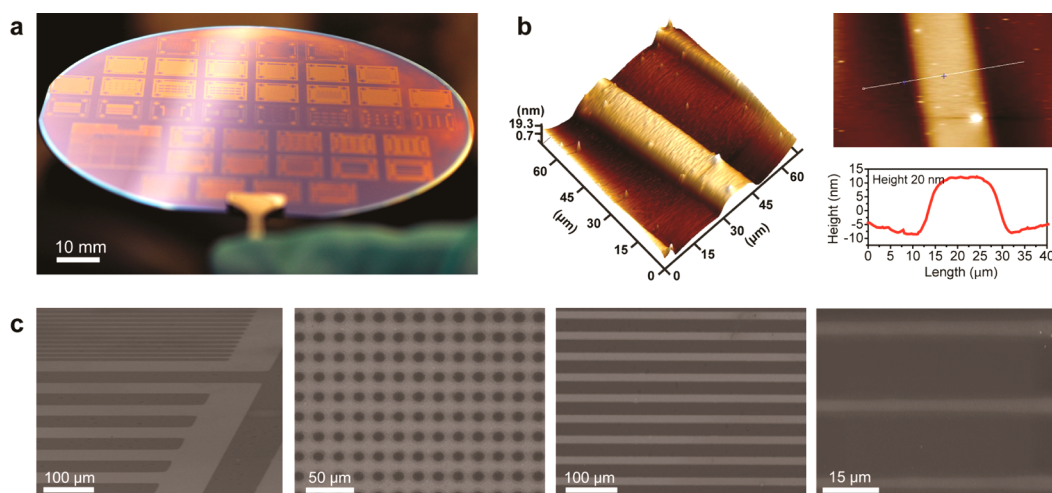 a
10 mm
b
(nm)
19.3
0.7
60
45
(µm)
30
15
0
0
15
30
(µm)
45
60
Height 20 nm
Height (nm)
15
10
5
0
-5
-10
0 5 10 15 20 25 30 35 40
Length (µm)
c
100 µm
50 µm
100 µm
15 µm